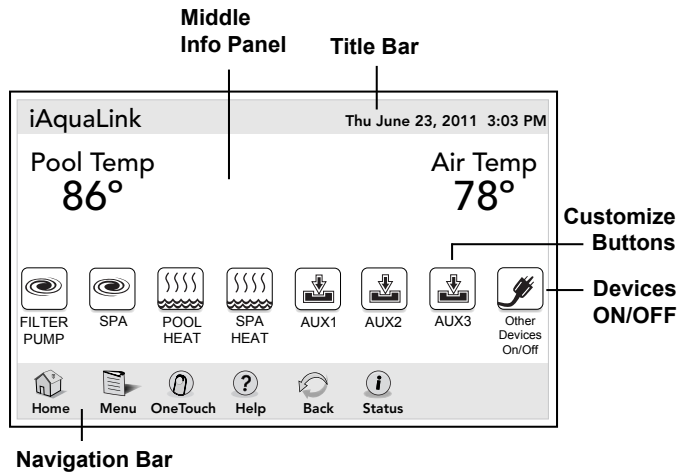 Middle
Info Panel
Title Bar
iAquaLink
Thu June 23, 2011 3:03 PM
Pool Temp
86°
Air Temp
78°
Customize
Buttons
Devices
ON/OFF
FILTER
PUMP
SPA
POOL
HEAT
SPA
HEAT
AUX1
AUX2
AUX3
Other
Devices
On/Off
?
i
Home
Menu
OneTouch
Help
Back
Status
Navigation Bar